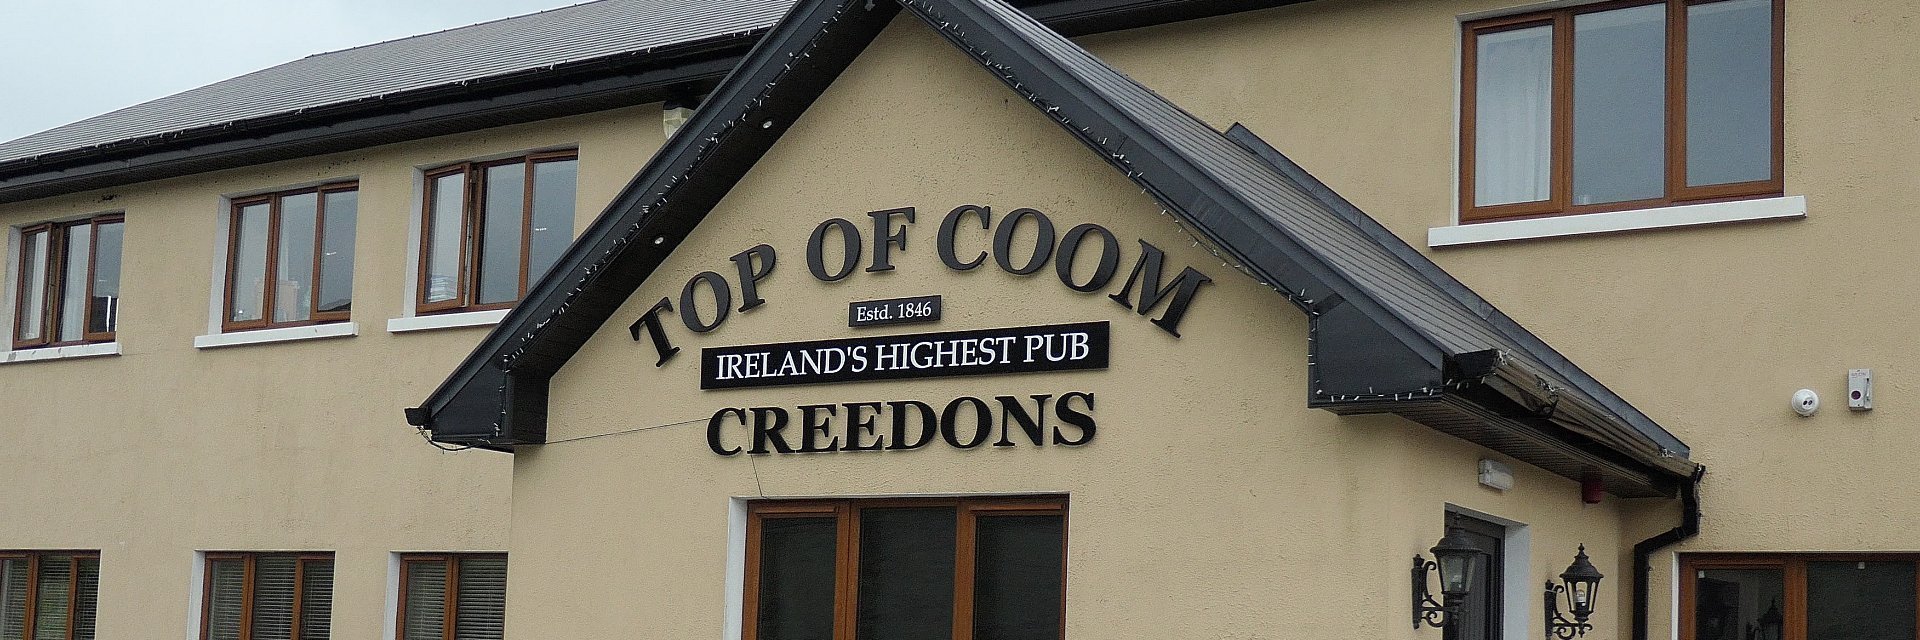 TOP OF COOM
Estd. 1846
IRELAND'S HIGHEST PUB
CREEDONS